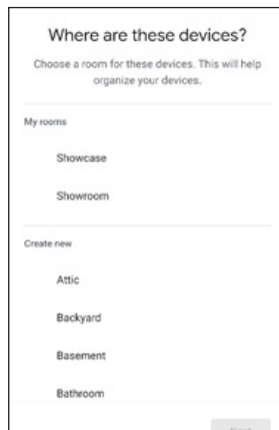 Where are these devices?
Choose a room for these devices. This will help
organize your devices.
My rooms
Showcase
Showroom
Create new
Attic
Backyard
Basement
Bathroom
Next